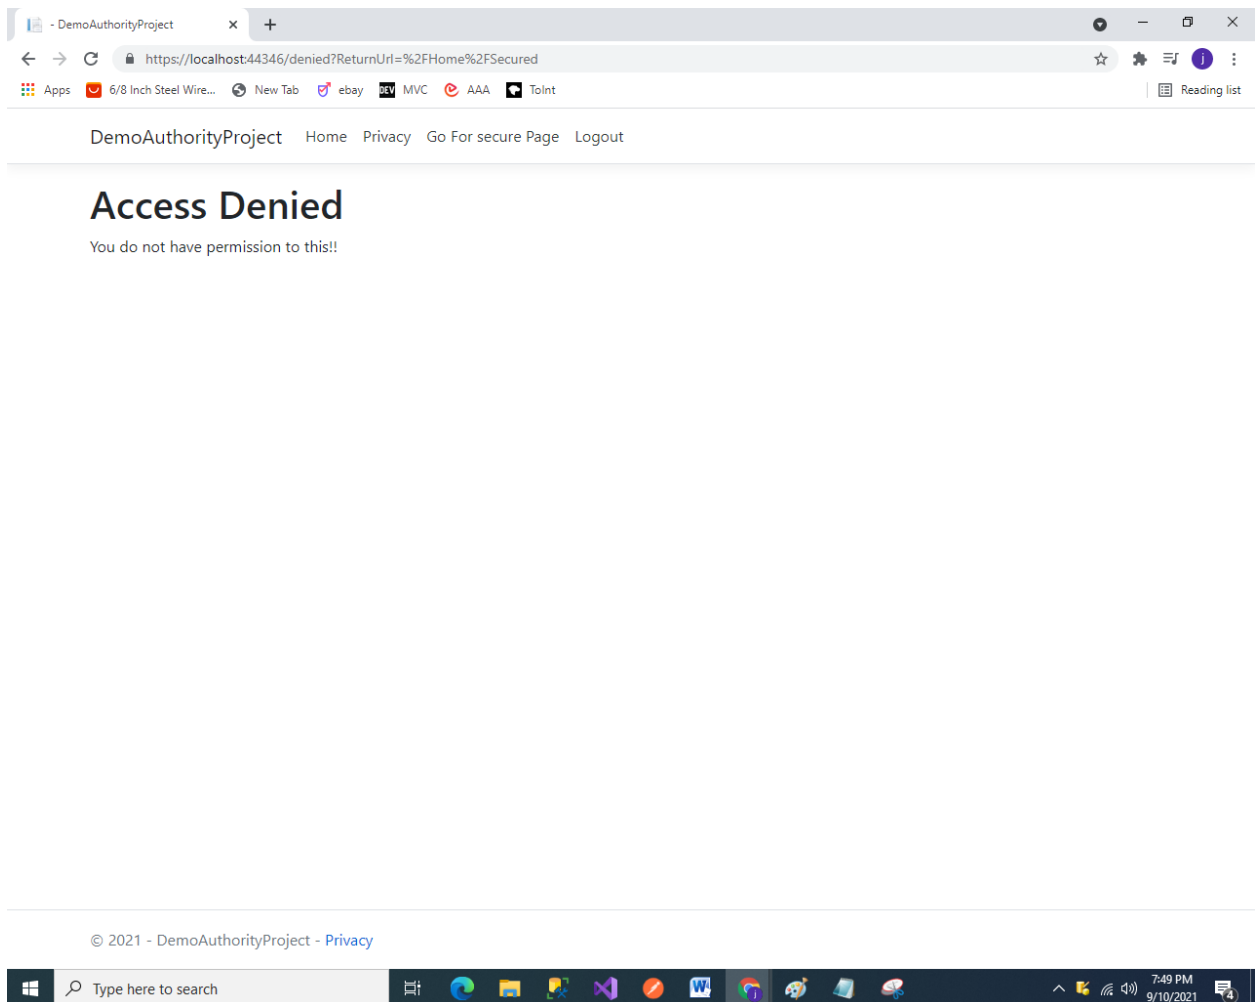 - DemoAuthorityProject
https://localhost:44346/denied?ReturnUrl=%2FHome%2FSecured
j
Apps 6/8 Inch Steel Wire... New Tab ebay DEV MVC AAA ToInt Reading list
DemoAuthorityProject Home Privacy Go For secure Page Logout
Access Denied
You do not have permission to this!!
© 2021 - DemoAuthorityProject - Privacy
Type here to search W j 7:49 PM
9/10/2021 4